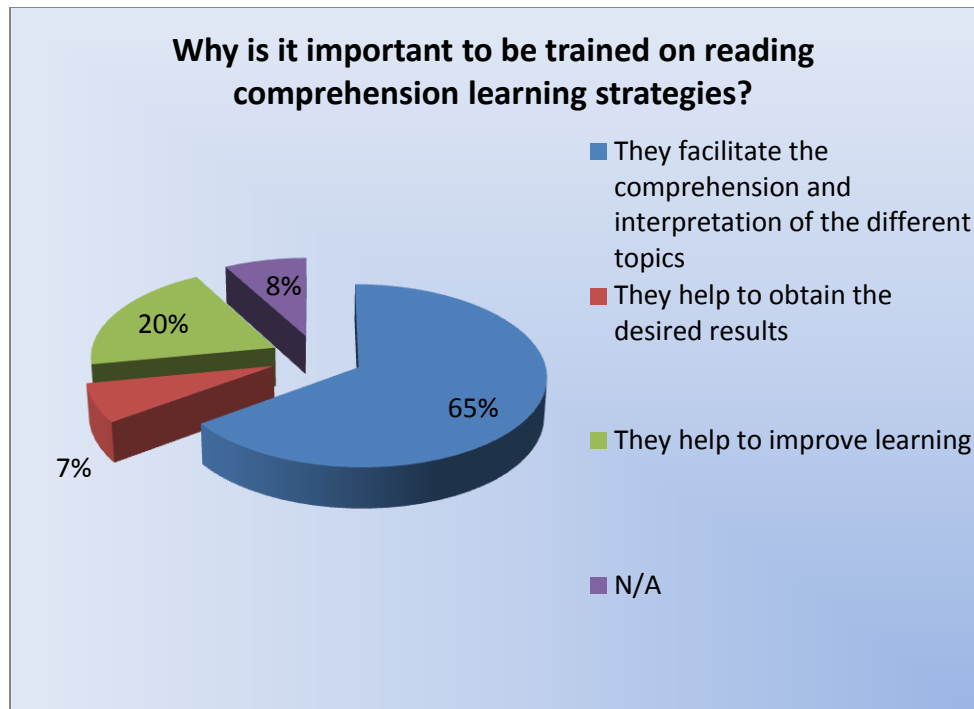 Why is it important to be trained on reading
comprehension learning strategies?
They facilitate the
comprehension and
interpretation of the different
topics
They help to obtain the
desired results
They help to improve learning
N/A
8%
20%
65%
7%